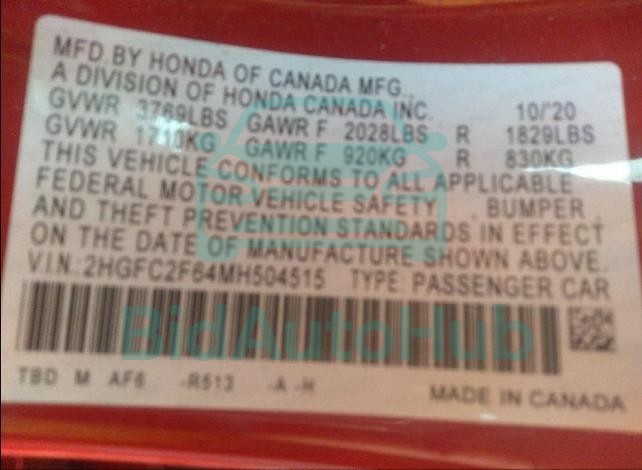 MFD.BY HONDA OF CANADA MFG.
A DIVISION OF HONDA CANADA INC. 10/'20
GVWR 3769LBS GAWR F 2028LBS R 1829LBS
GVWR 1710KG GAWR F 920KG R 830KG
THIS VEHICLE CONFORMS TO ALL APPLICABLE
FEDERAL MOTOR VEHICLE SAFETY , BUMPER ,
AND THEFT PREVENTION STANDARDS IN EFFECT
ON THE DATE OF MANUFACTURE SHOWN ABOVE.
V.I.N.:2HGFC2F64MH504515 TYPE: PASSENGER CAR
BidAutoHub
TBD M AF6 -R513 -A -H
MADE IN CANADA